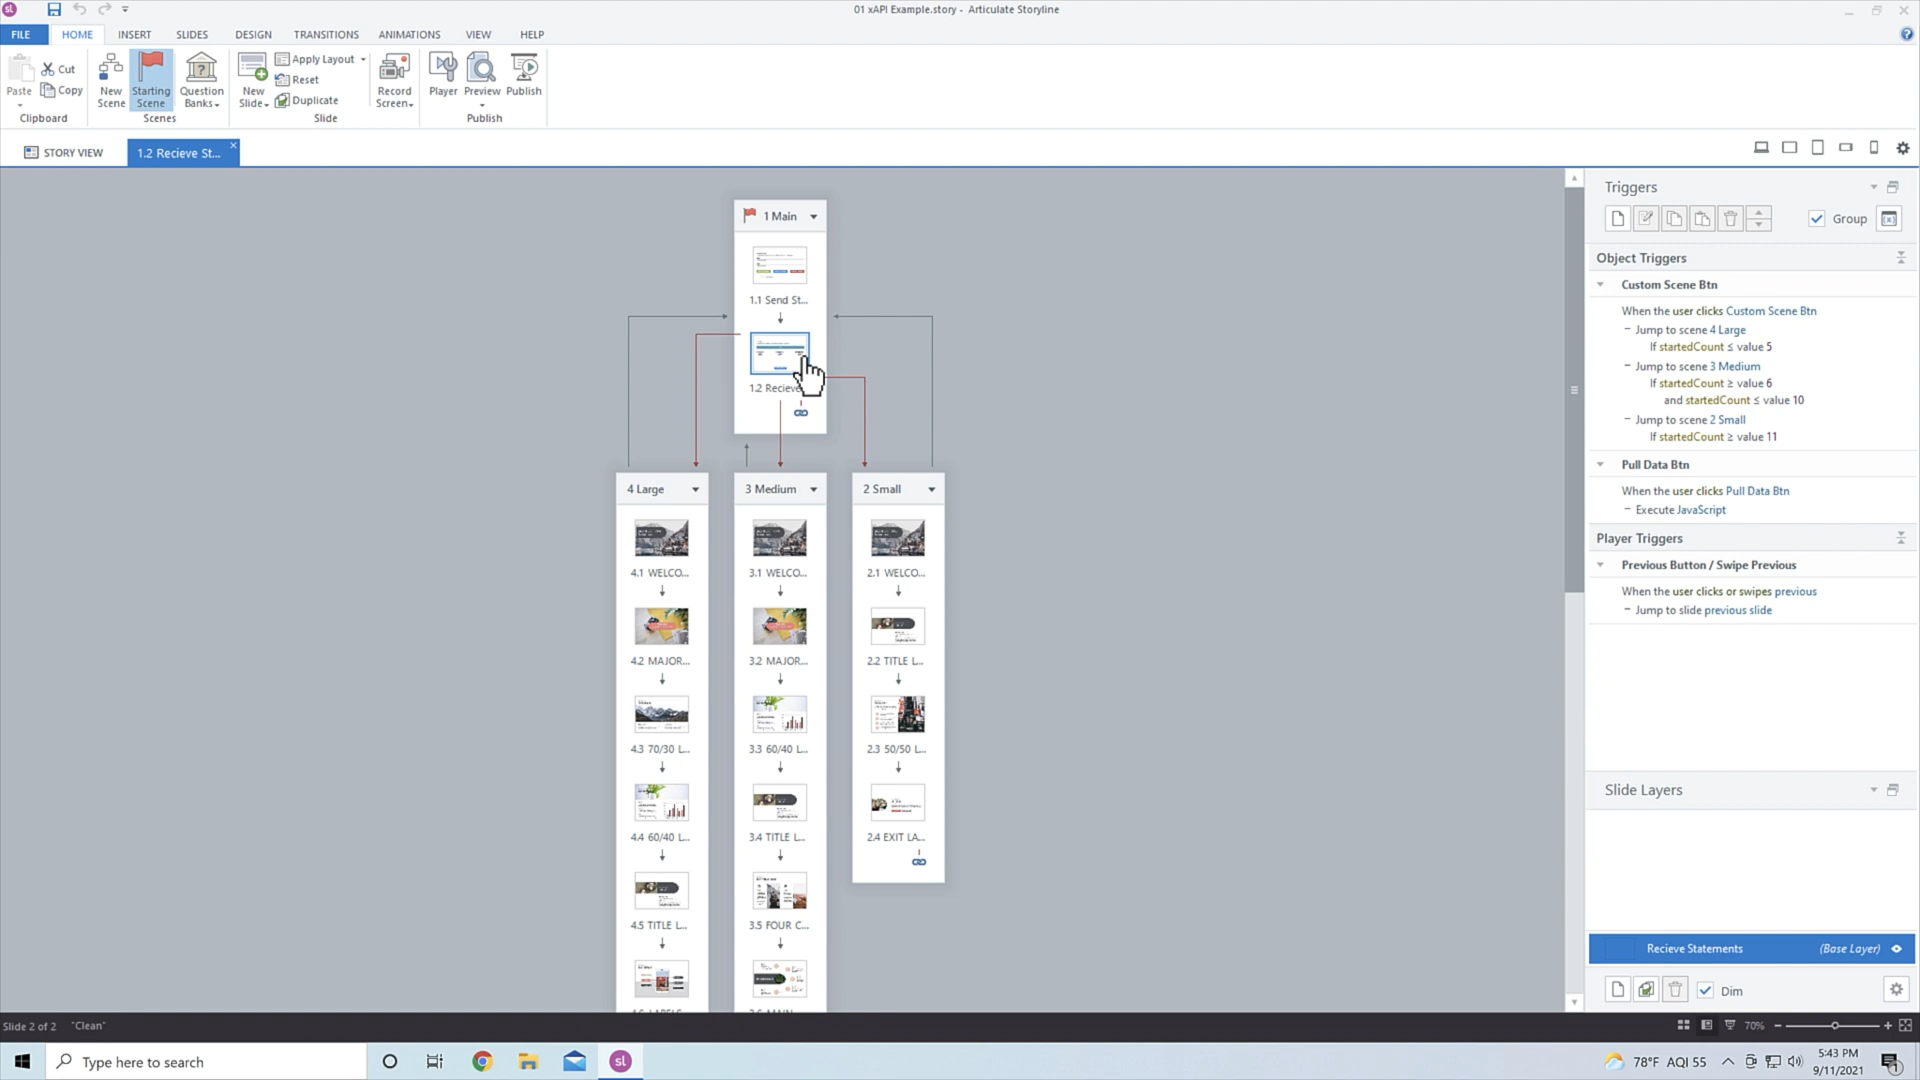 sl
01 xAPI Example.story - Articulate Storyline
FILE HOME INSERT SLIDES DESIGN TRANSITIONS ANIMATIONS VIEW HELP
Paste
Cut
Copy
Clipboard
New Scene
Starting Scene
Question Banks
Scenes
New Slide
Apply Layout
Reset
Duplicate
Slide
Record Screen
Player
Preview
Publish
Publish
STORY VIEW
1.2 Recieve St...
1 Main
1.1 Send St...
1.2 Recieve
4 Large
4.1 WELCO...
4.2 MAJOR...
4.3 70/30 L...
4.4 60/40 L...
4.5 TITLE L...
3 Medium
3.1 WELCO...
3.2 MAJOR...
3.3 60/40 L...
3.4 TITLE L...
3.5 FOUR C...
2 Small
2.1 WELCO...
2.2 TITLE L...
2.3 50/50 L...
2.4 EXIT LA...
Triggers
Group
Object Triggers
Custom Scene Btn
When the user clicks Custom Scene Btn
– Jump to scene 4 Large
If startedCount ≤ value 5
– Jump to scene 3 Medium
If startedCount ≥ value 6
and startedCount ≤ value 10
– Jump to scene 2 Small
If startedCount ≥ value 11
Pull Data Btn
When the user clicks Pull Data Btn
– Execute JavaScript
Player Triggers
Previous Button / Swipe Previous
When the user clicks or swipes previous
– Jump to slide previous slide
Slide Layers
Recieve Statements (Base Layer)
Dim
Slide 2 of 2 "Clean"
70%
Type here to search
sl
78°F AQI 55
5:43 PM
9/11/2021
1